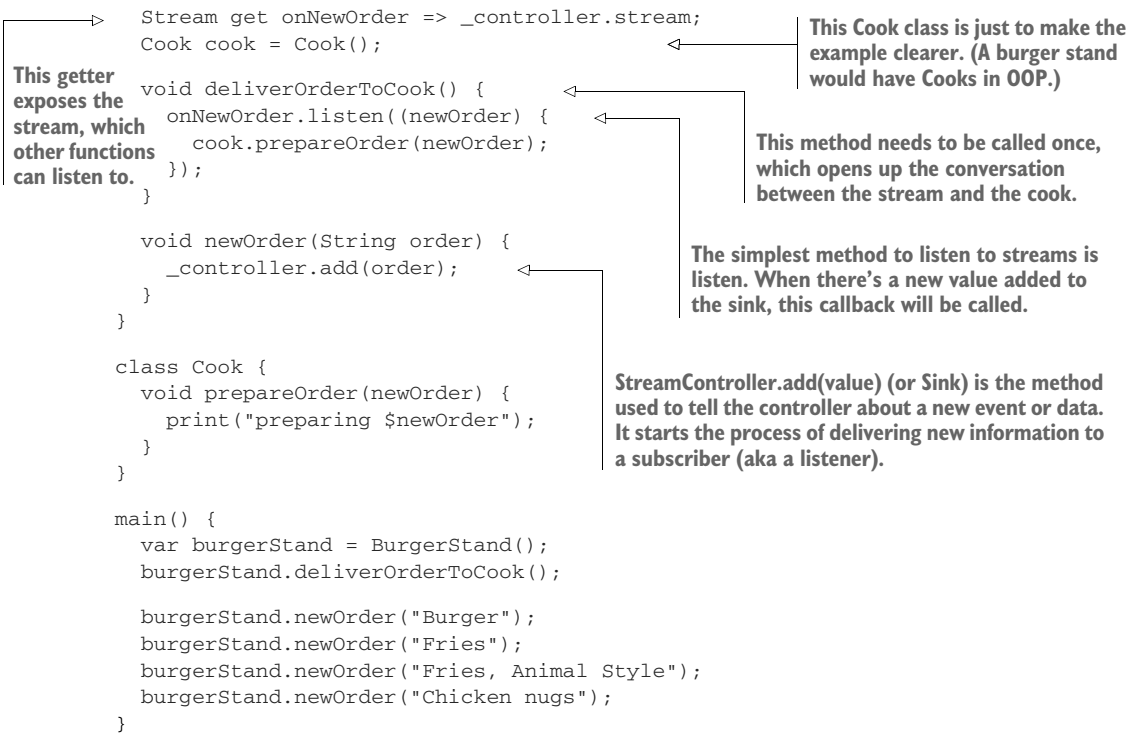 Stream get onNewOrder => _controller.stream;
Cook cook = Cook();
This Cook class is just to make the
example clearer. (A burger stand
would have Cooks in OOP.)
This getter
exposes the
stream, which
other functions
can listen to.
void deliverOrderToCook() {
onNewOrder.listen((newOrder) {
cook.prepareOrder(newOrder);
});
}
This method needs to be called once,
which opens up the conversation
between the stream and the cook.
The simplest method to listen to streams is
listen. When there's a new value added to
the sink, this callback will be called.
void newOrder(String order) {
_controller.add(order);
}
}
StreamController.add(value) (or Sink) is the method
used to tell the controller about a new event or data.
It starts the process of delivering new information to
a subscriber (aka a listener).
class Cook {
void prepareOrder(newOrder) {
print("preparing $newOrder");
}
}
main() {
var burgerStand = BurgerStand();
burgerStand.deliverOrderToCook();
burgerStand.newOrder("Burger");
burgerStand.newOrder("Fries");
burgerStand.newOrder("Fries, Animal Style");
burgerStand.newOrder("Chicken nugs");
}